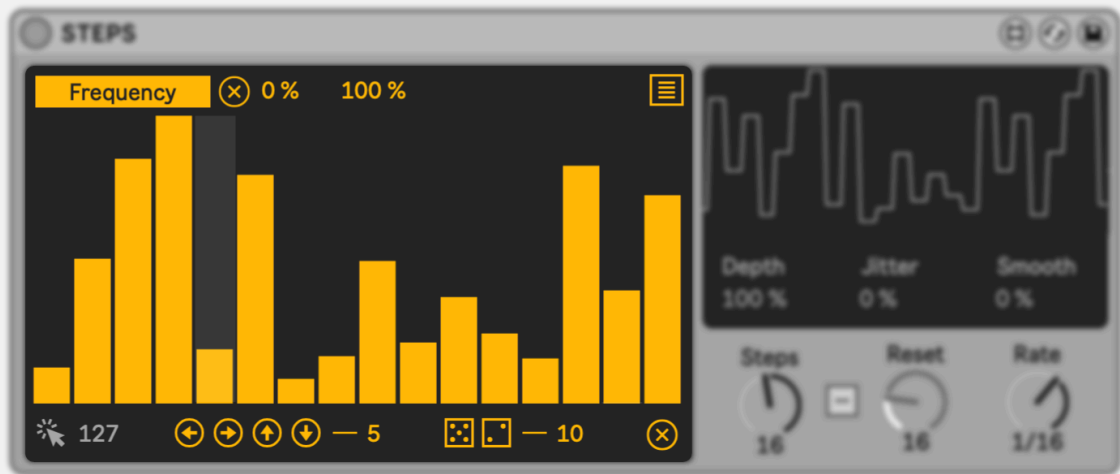 STEPS
Frequency 0 % 100 %
127 — 5 — 10
Depth Jitter Smooth
100 % 0 % 0 %
Steps Reset Rate
16 16 1/16